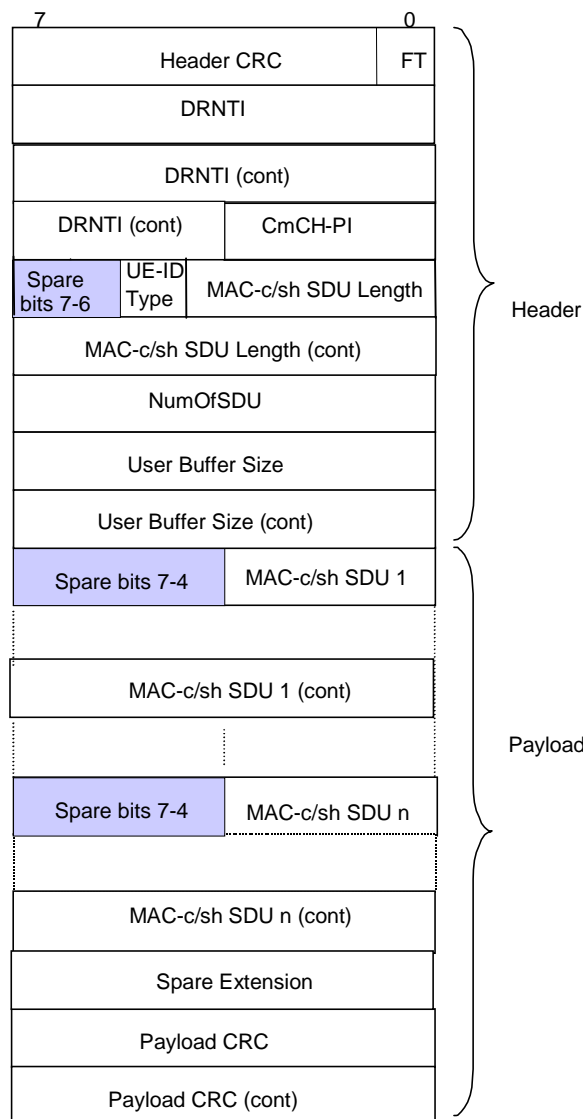 7 0
Header CRC FT
DRNTI
DRNTI (cont)
DRNTI (cont) CmCH-PI
Spare bits 7-6 UE-ID Type MAC-c/sh SDU Length
MAC-c/sh SDU Length (cont)
NumOfSDU
User Buffer Size
User Buffer Size (cont)
Header
Spare bits 7-4 MAC-c/sh SDU 1
MAC-c/sh SDU 1 (cont)
Payload
Spare bits 7-4 MAC-c/sh SDU n
MAC-c/sh SDU n (cont)
Spare Extension
Payload CRC
Payload CRC (cont)